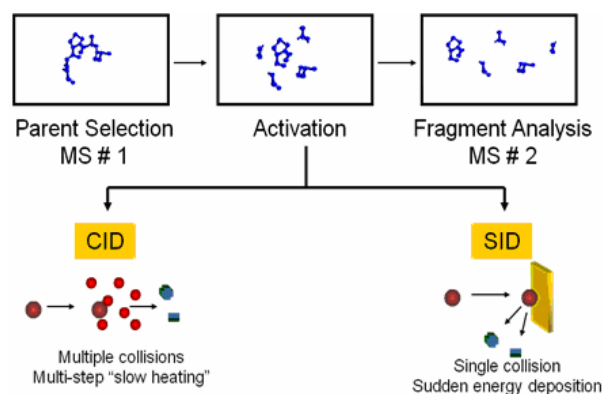 Parent Selection
MS # 1
Activation
Fragment Analysis
MS # 2
CID
SID
Multiple collisions
Multi-step “slow heating”
Single collision
Sudden energy deposition